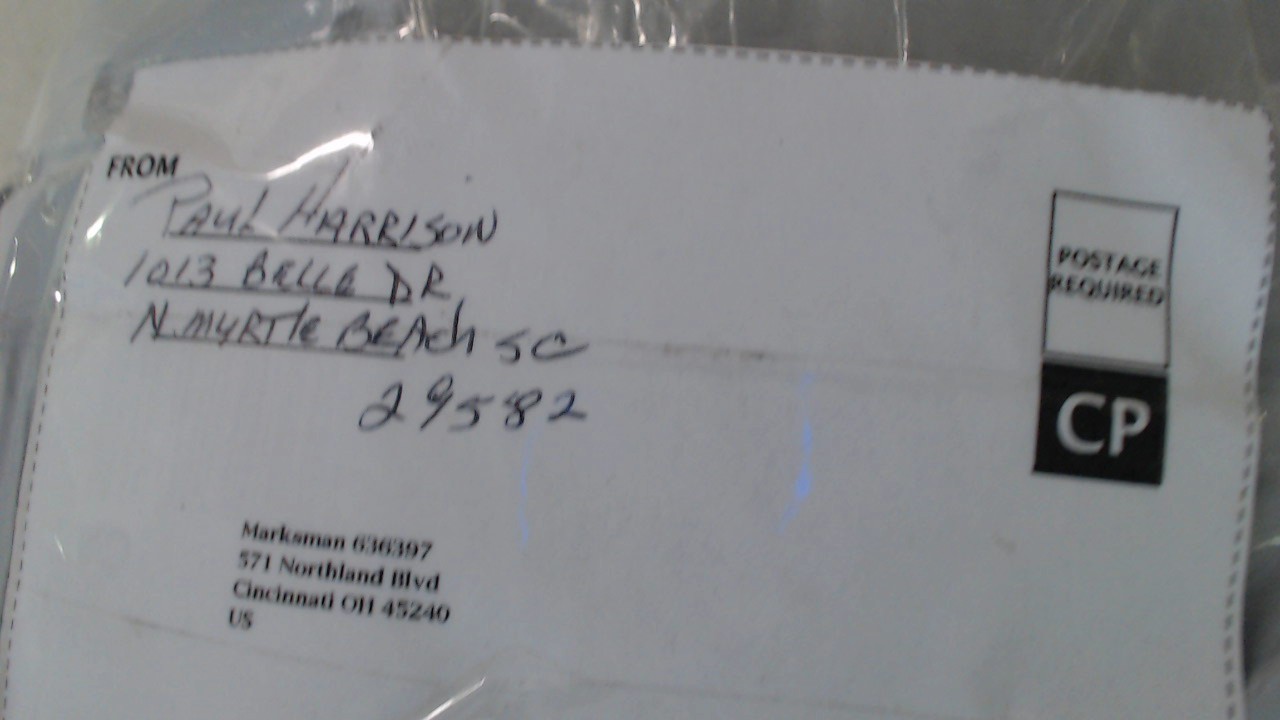 FROM
PAUL HARRISON
1013 BELLE DR
N. MYRTLE BEACH SC
29582
POSTAGE
REQUIRED
CP
Marksman 636397
571 Northland Blvd
Cincinnati OH 45240
US